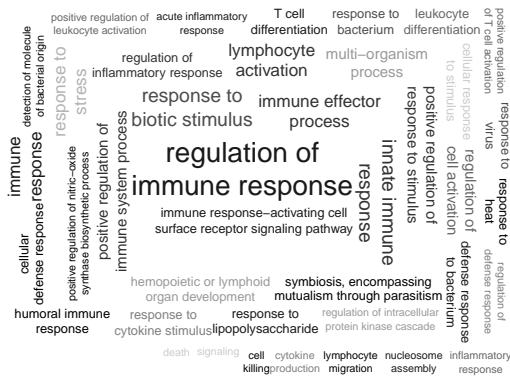 positive regulation of
leukocyte activation
acute inflammatory
response
T cell
differentiation
response to
bacterium
leukocyte
differentiation
positive regulation
of T cell activation
detection of molecule
of bacterial origin
response to
stress
regulation of
inflammatory response
lymphocyte
activation
multi−organism
process
cellular response
to stimulus
response to
biotic stimulus
immune effector
process
positive regulation of
response to stimulus
response to
virus
immune
response
positive regulation of nitric−oxide
synthase biosynthetic process
positive regulation of
immune system process
regulation of
immune response
innate immune
response
regulation of
cell activation
response to
heat
immune response−activating cell
surface receptor signaling pathway
cellular
defense response
hemopoietic or lymphoid
organ development
symbiosis, encompassing
mutualism through parasitism
defense response
to bacterium
regulation of
defense response
humoral immune
response
response to
cytokine stimulus
response to
lipopolysaccharide
regulation of intracellular
protein kinase cascade
death
signaling
cell
killing
cytokine
production
lymphocyte
migration
nucleosome
assembly
inflammatory
response